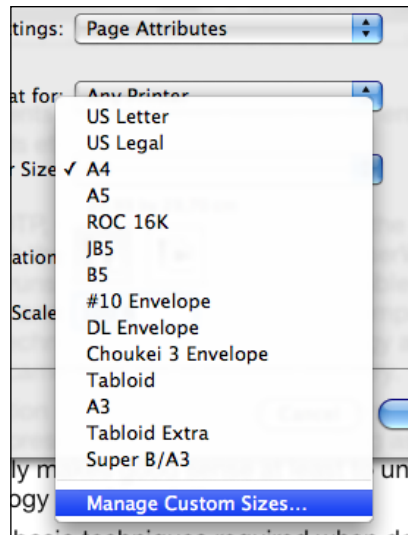 tings: Page Attributes
at for: Any Printer
US Letter
US Legal
r Size ✓ A4
A5
ROC 16K
JB5
ation
B5
#10 Envelope
Scale
DL Envelope
Choukei 3 Envelope
Tabloid
A3
Cancel
Tabloid Extra
Super B/A3
ly m
un
ogy
Manage Custom Sizes...